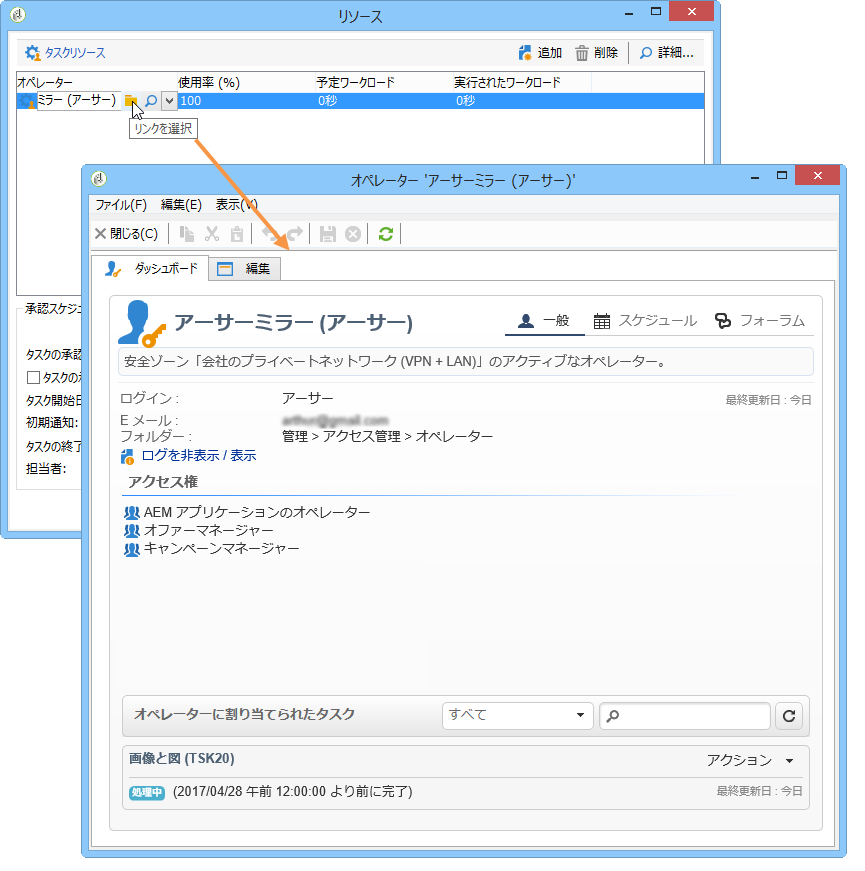 リソース
タスクリソース
追加 削除 詳細...
オペレーター 使用率 (%) 予定ワークロード 実行されたワークロード
ミラー (アーサー) 100 0秒 0秒
リンクを選択
オペレーター 'アーサーミラー (アーサー)'
ファイル(F) 編集(E) 表示(V)
閉じる(C)
ダッシュボード 編集
承認スケジュ
タスクの承認
タスクの
タスク開始日
初期通知:
タスクの終了
担当者:
アーサーミラー (アーサー)
一般 スケジュール フォーラム
安全ゾーン「会社のプライベートネットワーク (VPN + LAN)」のアクティブなオペレーター。
ログイン : アーサー 最終更新日 : 今日
E メール :
フォルダー : 管理 > アクセス管理 > オペレーター
ログを非表示 / 表示
アクセス権
AEM アプリケーションのオペレーター
オファーマネージャー
キャンペーンマネージャー
オペレーターに割り当てられたタスク すべて
画像と図 (TSK20) アクション
処理中 (2017/04/28 午前 12:00:00 より前に完了) 最終更新日 : 今日